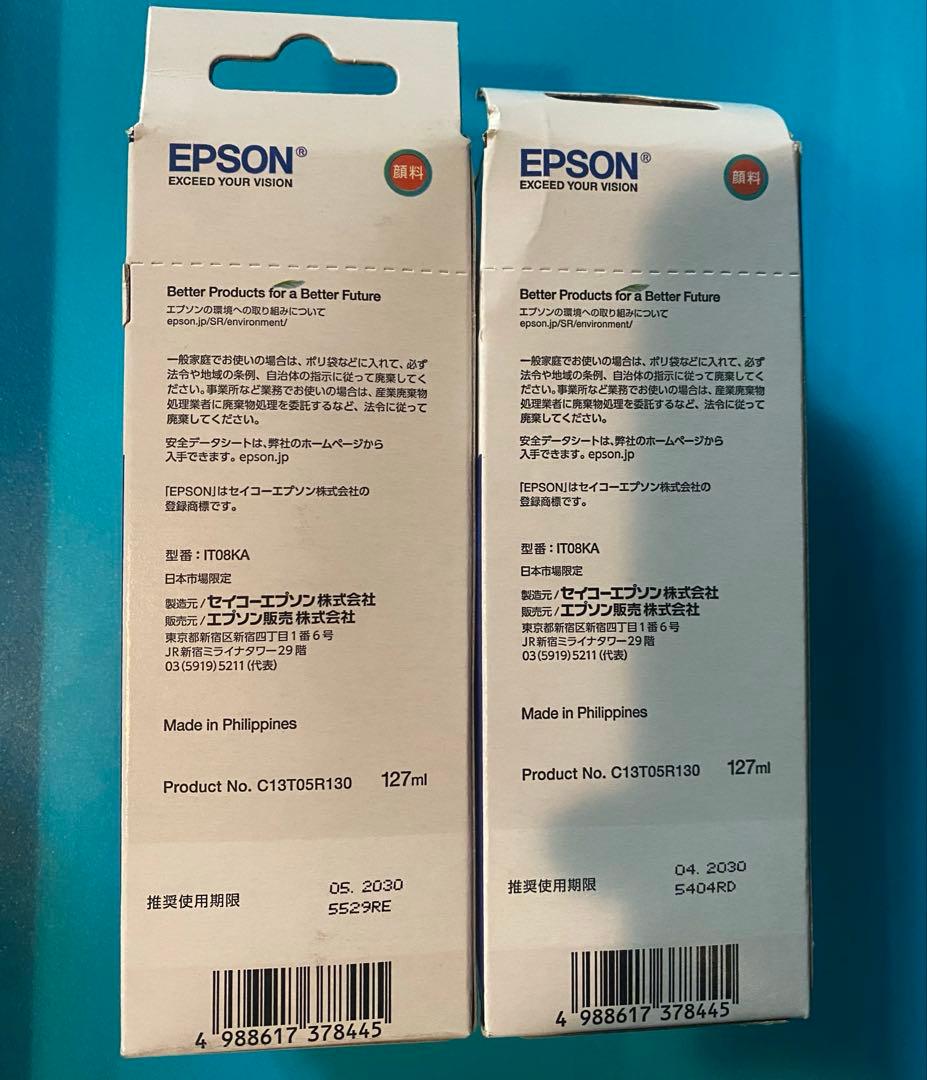 EPSON®
EXCEED YOUR VISION
顔料
Better Products for a Better Future
エプソンの環境への取り組みについて
epson.jp/SR/environment/
一般家庭でお使いの場合は、ポリ袋などに入れて、必ず
法令や地域の条例、自治体の指示に従って廃棄してく
ださい。事業所など業務でお使いの場合は、産業廃棄物
処理業者に廃棄物処理を委託するなど、法令に従って
廃棄してください。
安全データシートは、弊社のホームページから
入手できます。epson.jp
「EPSON」はセイコーエプソン株式会社の
登録商標です。
型番：IT08KA
日本市場限定
製造元/セイコーエプソン株式会社
販売元/エプソン販売 株式会社
東京都新宿区新宿四丁目1番6号
JR新宿ミライナタワー29階
03(5919)5211(代表)
Made in Philippines
Product No. C13T05R130 127ml
推奨使用期限
05. 2030
5529RE
4 988617 378445
EPSON®
EXCEED YOUR VISION
顔料
Better Products for a Better Future
エプソンの環境への取り組みについて
epson.jp/SR/environment/
一般家庭でお使いの場合は、ポリ袋などに入れて、必ず
法令や地域の条例、自治体の指示に従って廃棄してく
ださい。事業所など業務でお使いの場合は、産業廃棄物
処理業者に廃棄物処理を委託するなど、法令に従って
廃棄してください。
安全データシートは、弊社のホームページから
入手できます。epson.jp
「EPSON」はセイコーエプソン株式会社の
登録商標です。
型番：IT08KA
日本市場限定
製造元/セイコーエプソン株式会社
販売元/エプソン販売 株式会社
東京都新宿区新宿四丁目1番6号
JR新宿ミライナタワー29階
03(5919)5211(代表)
Made in Philippines
Product No. C13T05R130 127ml
推奨使用期限
04. 2030
5404RD
4 988617 378445